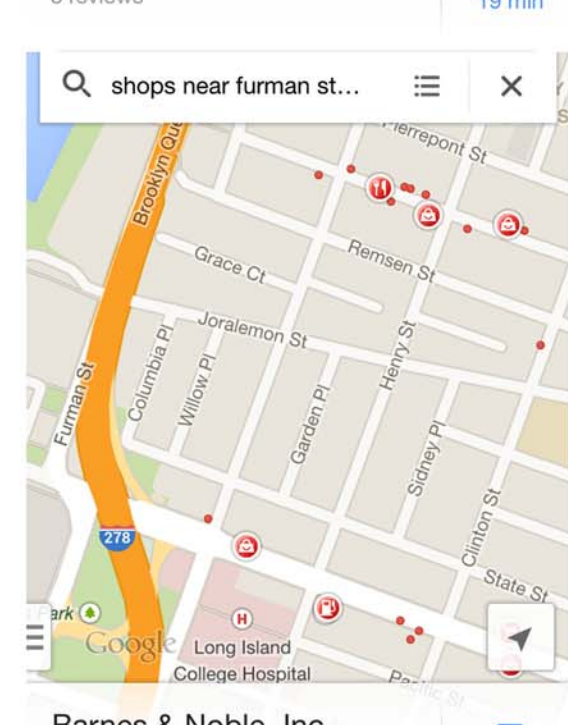 19 min
shops near furman st...
Pierrepont St
Brooklyn Que
Remsen St
Grace Ct
Joralemon St
Columbia Pl
Willow Pl
Henry St
Furman St
Garden Pl
Sidney Pl
Clinton St
278
State St
Park
H
Google
Long Island
College Hospital
Pacific St
Barnes & Noble, Inc